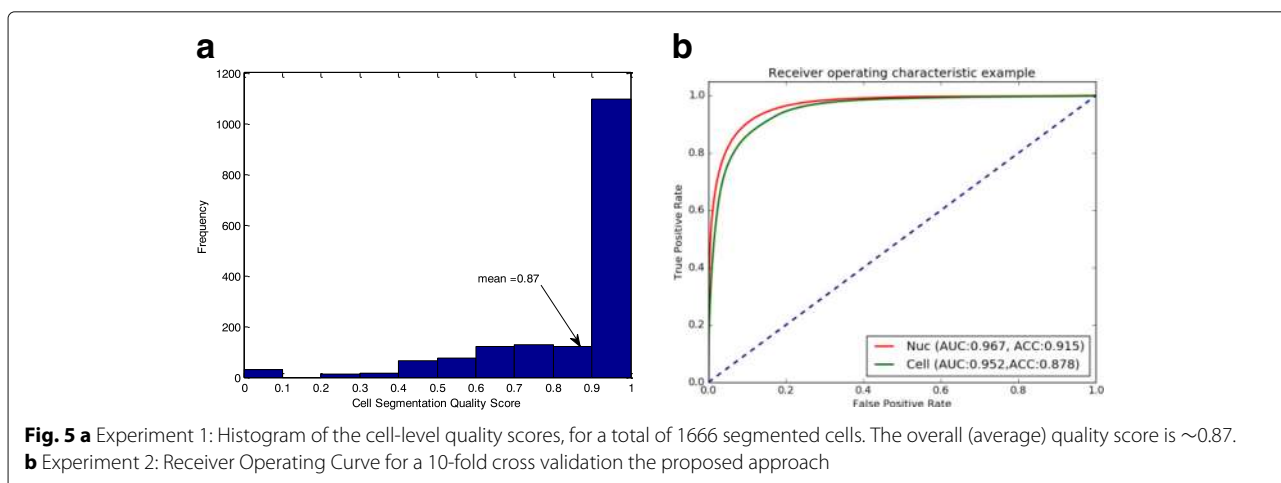 a
1200
1000
800
600
400
200
0
Frequency
mean =0.87
0 0.1 0.2 0.3 0.4 0.5 0.6 0.7 0.8 0.9 1
Cell Segmentation Quality Score
b
Receiver operating characteristic example
1.0
0.8
0.6
0.4
0.2
0.0
True Positive Rate
Nuc (AUC:0.967, ACC:0.915)
Cell (AUC:0.952,ACC:0.878)
0.0 0.2 0.4 0.6 0.8 1.0
False Positive Rate
Fig. 5 a Experiment 1: Histogram of the cell-level quality scores, for a total of 1666 segmented cells. The overall (average) quality score is ∼0.87.
b Experiment 2: Receiver Operating Curve for a 10-fold cross validation the proposed approach